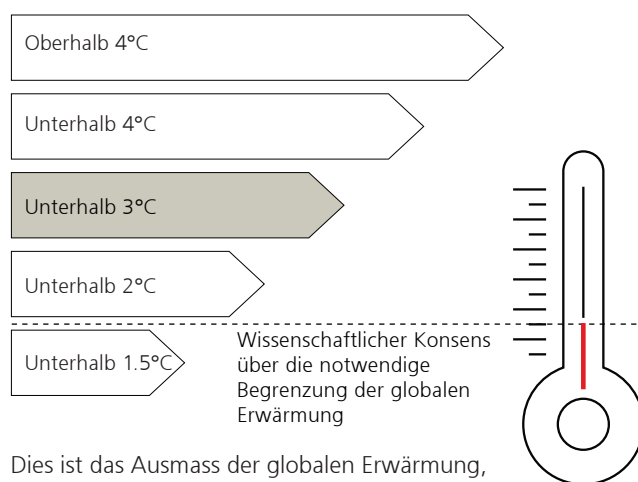 Oberhalb 4°C
Unterhalb 4°C
Unterhalb 3°C
Unterhalb 2°C
Unterhalb 1.5°C
Wissenschaftlicher Konsens
über die notwendige
Begrenzung der globalen
Erwärmung
Dies ist das Ausmass der globalen Erwärmung,